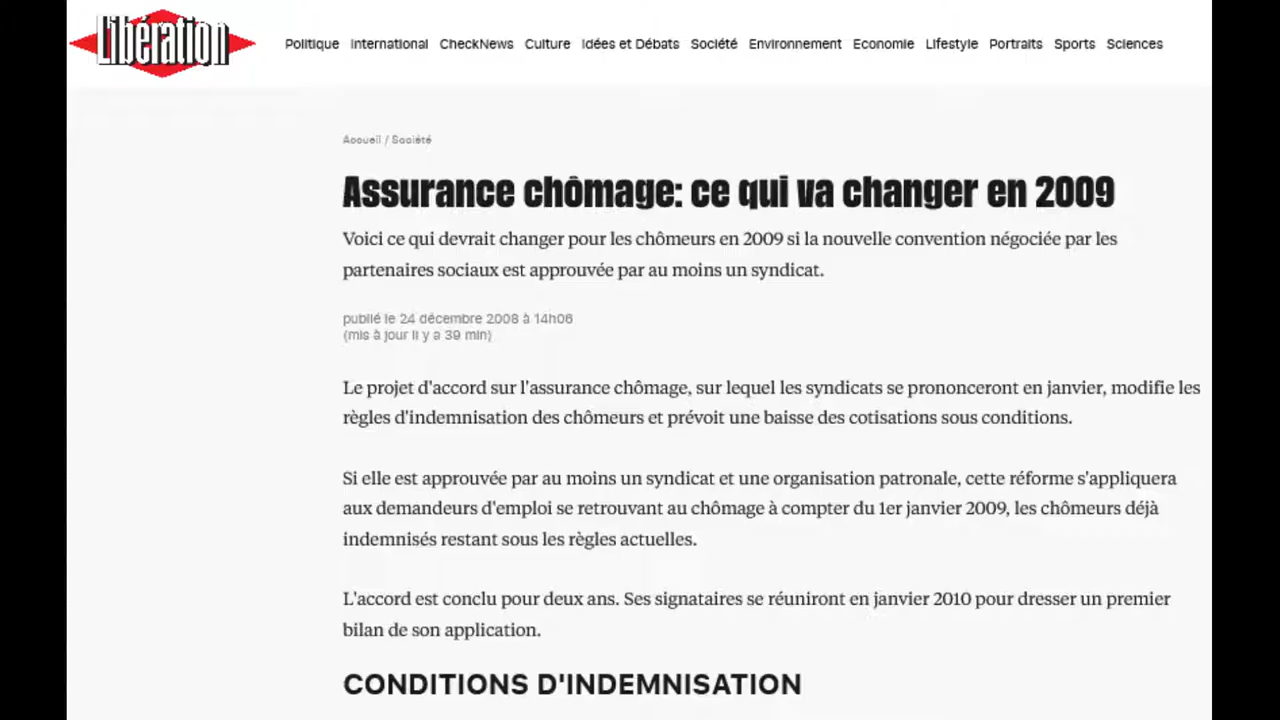 Libération
Politique International CheckNews Culture Idées et Débats Société Environnement Economie Lifestyle Portraits Sports Sciences
Accueil / Société
Assurance chômage: ce qui va changer en 2009
Voici ce qui devrait changer pour les chômeurs en 2009 si la nouvelle convention négociée par les
partenaires sociaux est approuvée par au moins un syndicat.
publié le 24 décembre 2008 à 14h06
(mis à jour il y a 39 min)
Le projet d'accord sur l'assurance chômage, sur lequel les syndicats se prononceront en janvier, modifie les
règles d'indemnisation des chômeurs et prévoit une baisse des cotisations sous conditions.
Si elle est approuvée par au moins un syndicat et une organisation patronale, cette réforme s'appliquera
aux demandeurs d'emploi se retrouvant au chômage à compter du 1er janvier 2009, les chômeurs déjà
indemnisés restant sous les règles actuelles.
L'accord est conclu pour deux ans. Ses signataires se réuniront en janvier 2010 pour dresser un premier
bilan de son application.
CONDITIONS D'INDEMNISATION